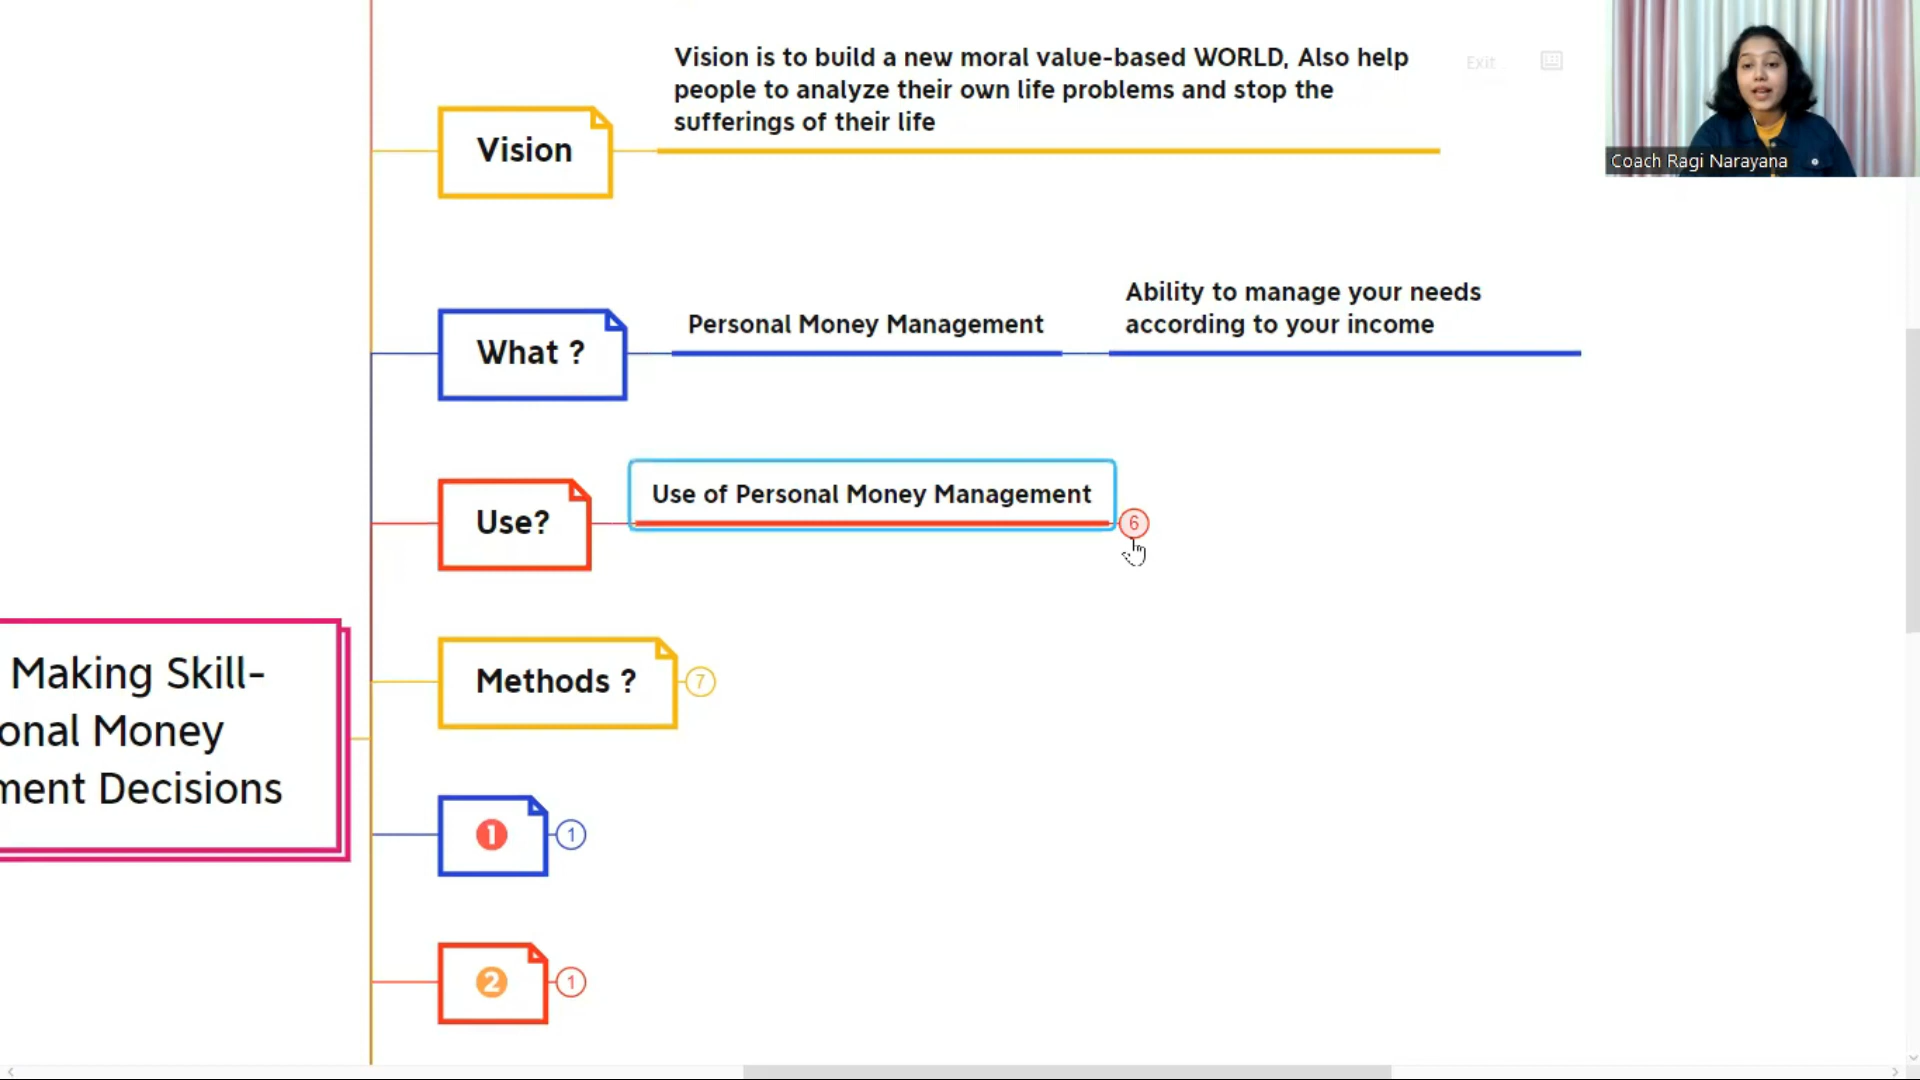 Vision is to build a new moral value-based WORLD, Also help
people to analyze their own life problems and stop the
sufferings of their life
Exit
Coach Ragi Narayana
Vision
Ability to manage your needs
according to your income
Personal Money Management
What ?
Use of Personal Money Management
Use?
6
Methods ?
7
Making Skill-
onal Money
ment Decisions
1
1
2
1